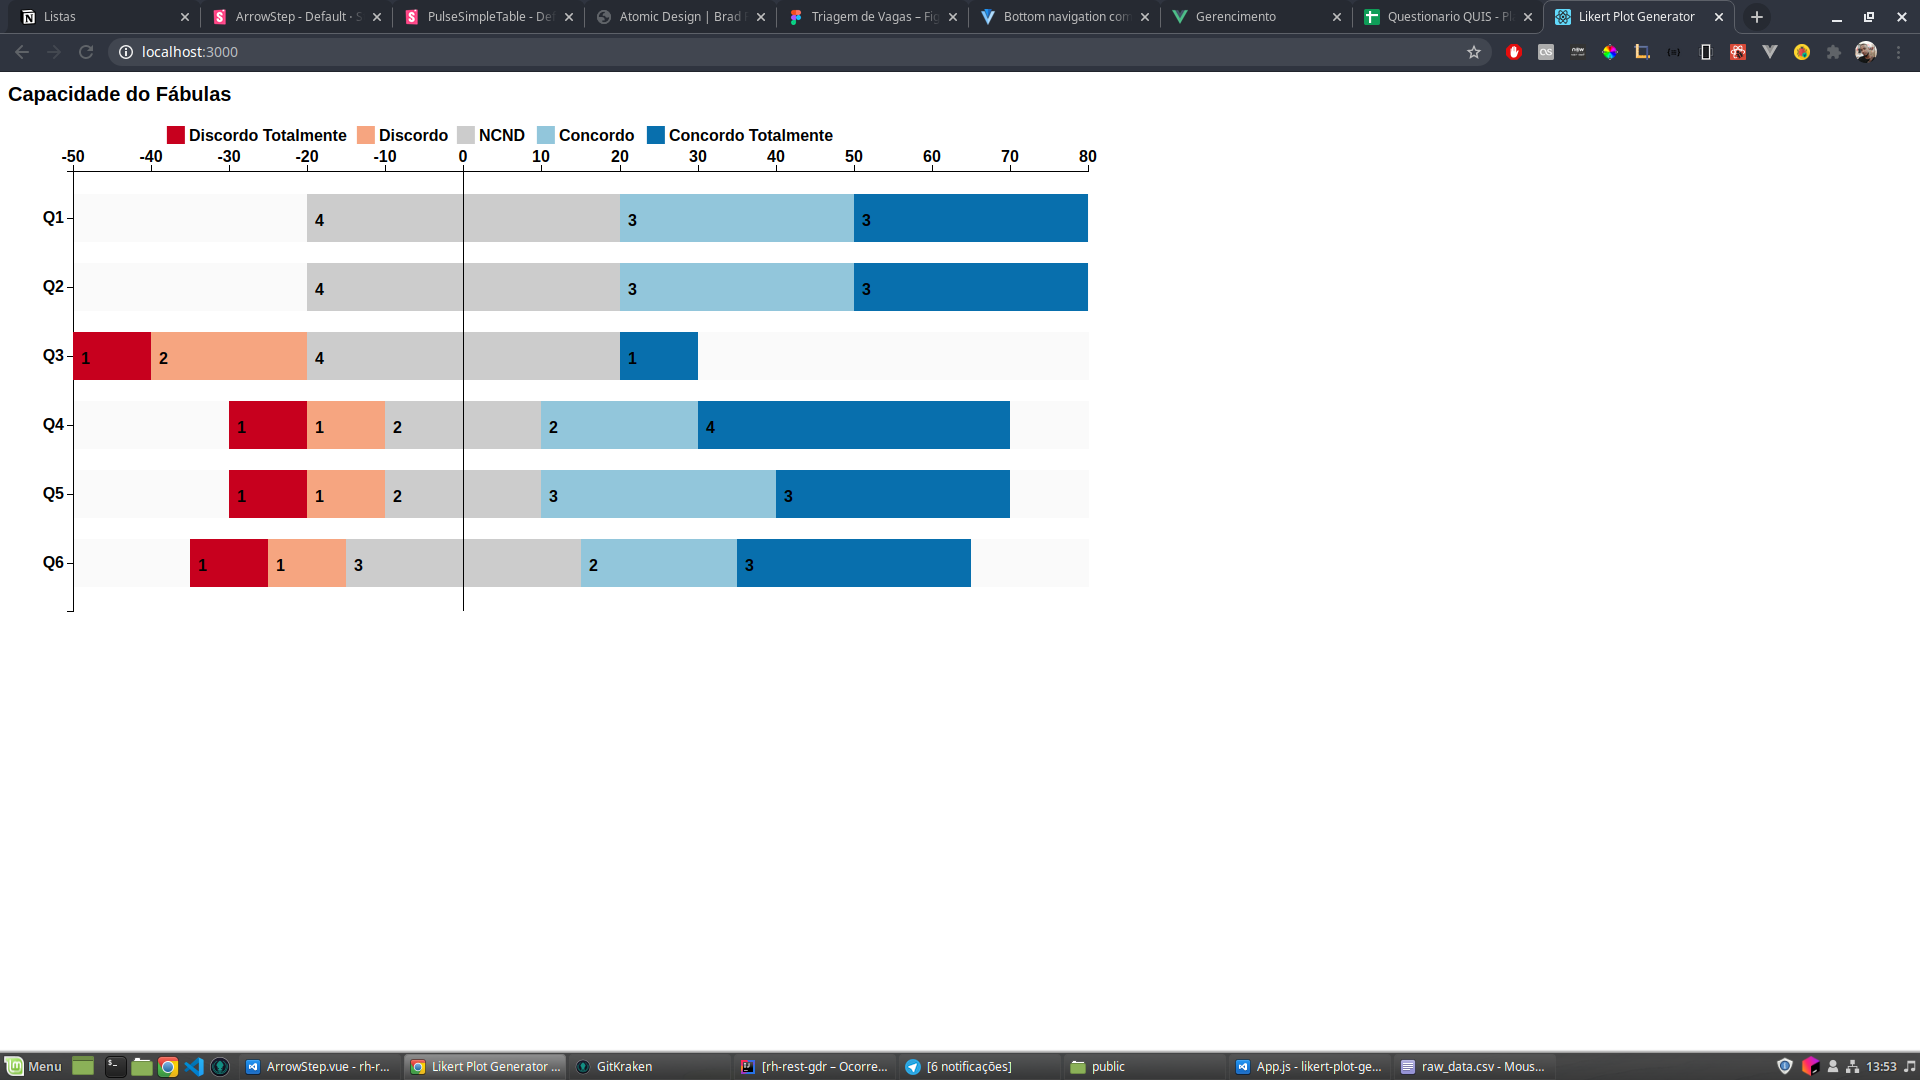 Listas ArrowStep - Default · S PulseSimpleTable - Def Atomic Design | Brad F Triagem de Vagas – Fig Bottom navigation com Gerencimento Questionario QUIS - Pl Likert Plot Generator
localhost:3000
Capacidade do Fábulas
Discordo Totalmente Discordo NCND Concordo Concordo Totalmente
-50 -40 -30 -20 -10 0 10 20 30 40 50 60 70 80
Q1 4 3 3
Q2 4 3 3
Q3 1 2 4 1
Q4 1 1 2 2 4
Q5 1 1 2 3 3
Q6 1 1 3 2 3
Menu ArrowStep.vue - rh-r... Likert Plot Generator ... GitKraken [rh-rest-gdr – Ocorre... [6 notificações] public App.js - likert-plot-ge... raw_data.csv - Mous... 13:53